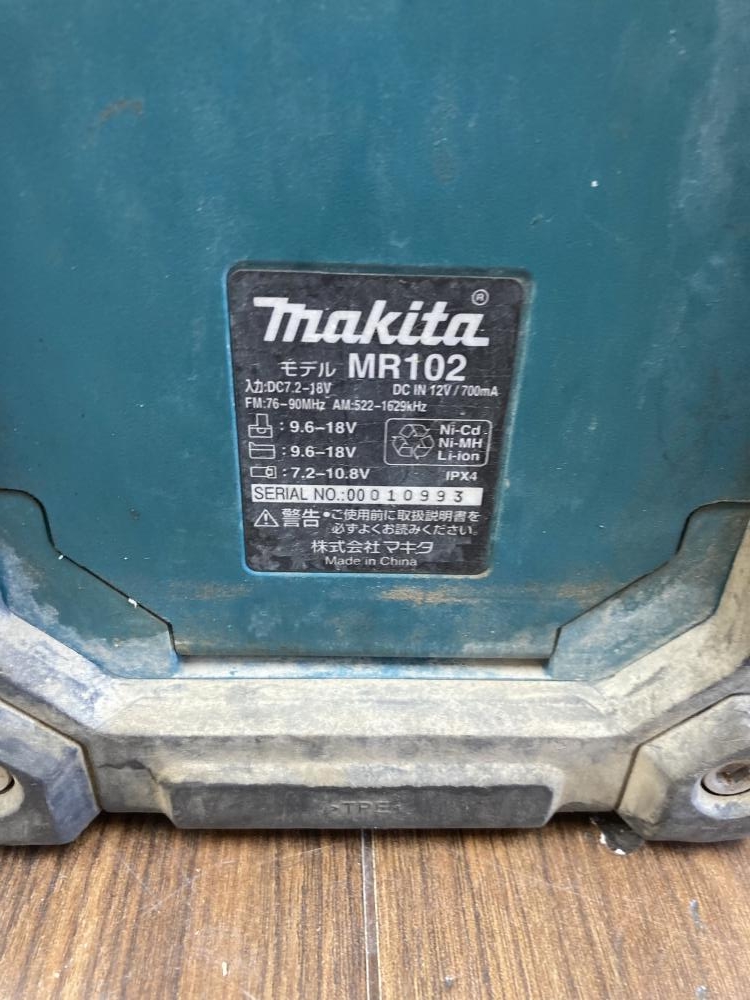 makita®
モデル MR102
入力:DC7.2-18V DC IN 12V/700mA
FM:76-90MHz AM:522-1629kHz
:9.6-18V
:9.6-18V
:7.2-10.8V
Ni-Cd
Ni-MH
Li-ion
IPX4
SERIAL NO.:00010993
警告 •ご使用前に取扱説明書を
必ずよくお読みください。
株式会社マキタ
Made in China
>TPE<